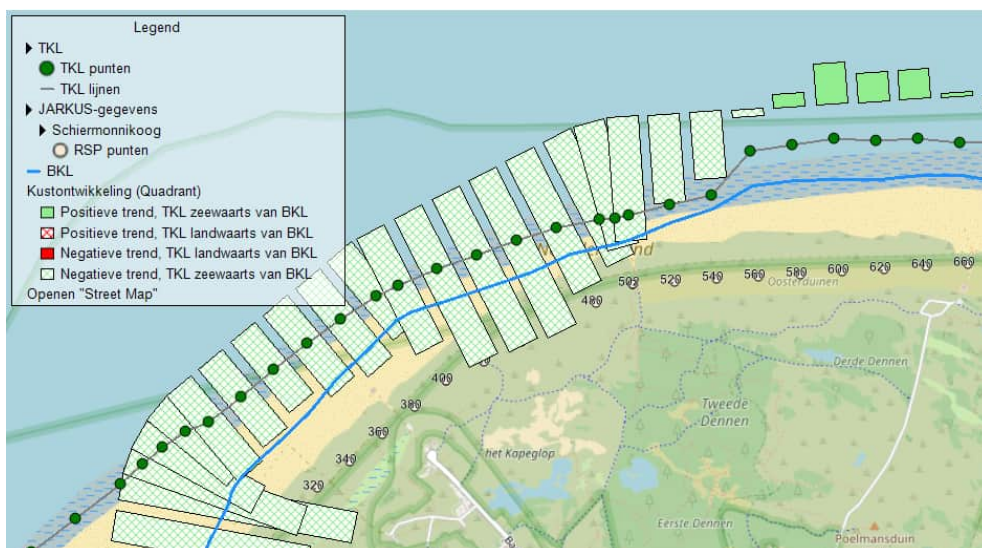 Legend
TKL
TKL punten
TKL lijnen
JARKUS-gegevens
Schiermonnikoog
RSP punten
BKL
Kustontwikkeling (Quadrant)
Positieve trend, TKL zeewaarts van BKL
Positieve trend, TKL landwaarts van BKL
Negatieve trend, TKL landwaarts van BKL
Negatieve trend, TKL zeewaarts van BKL
Openen "Street Map"
320
340
360
380
400
480
502
520
540
560
580
600
620
640
660
Oosterduinen
Derde Dennen
Tweede
Dennen
het Kapeglop
Eerste Dennen
Poelmansduin